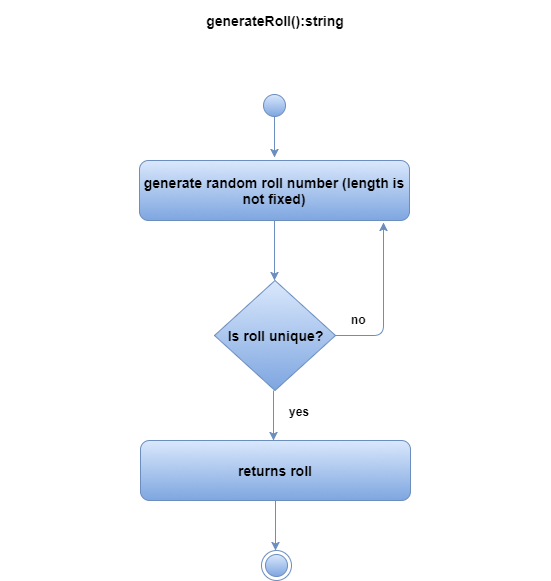 generateRoll():string
generate random roll number (length is
not fixed)
Is roll unique?
no
yes
returns roll